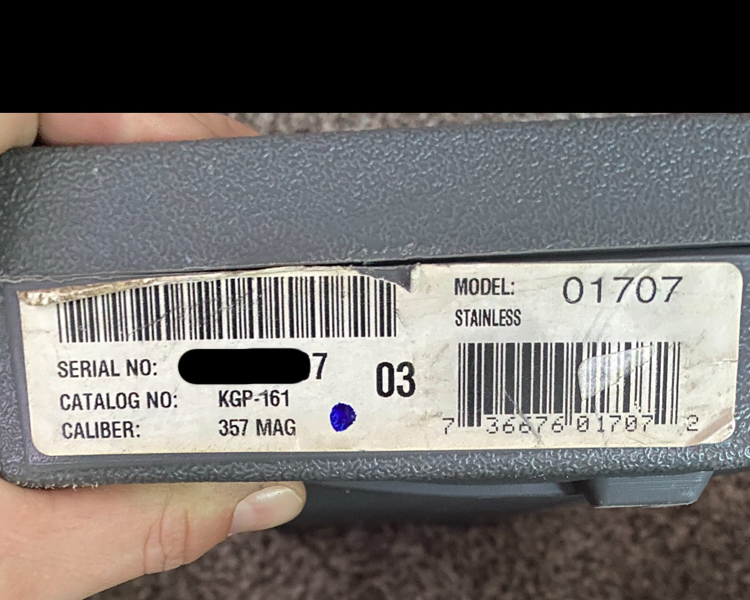 SERIAL NO: 7
CATALOG NO: KGP-161
CALIBER: 357 MAG
03
MODEL: 01707
STAINLESS
7 36676 01707 2